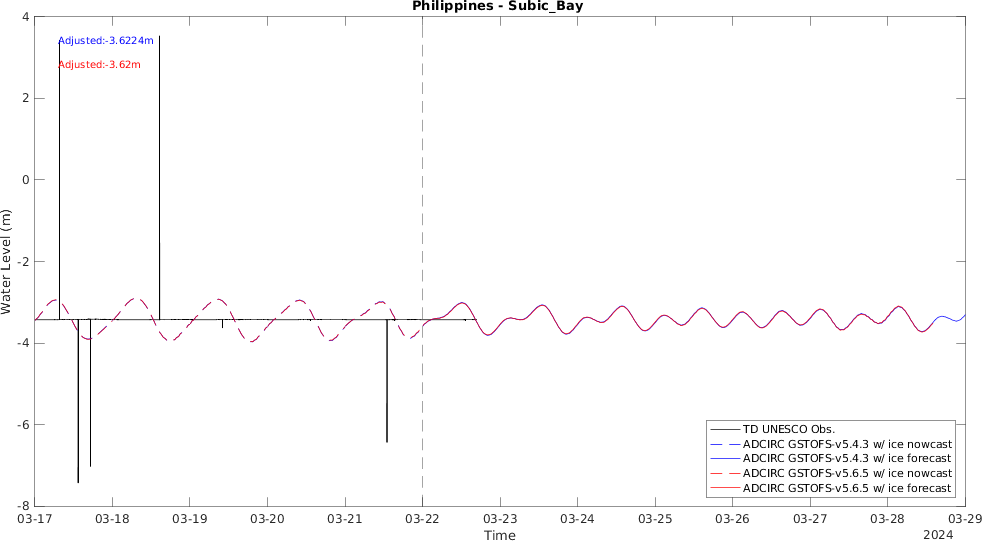 Philippines - Subic_Bay
Adjusted:-3.6224m
Adjusted:-3.62m
Water Level (m)
4
2
0
-2
-4
-6
-8
TD UNESCO Obs.
ADCIRC GSTOFS-v5.4.3 w/ ice nowcast
ADCIRC GSTOFS-v5.4.3 w/ ice forecast
ADCIRC GSTOFS-v5.6.5 w/ ice nowcast
ADCIRC GSTOFS-v5.6.5 w/ ice forecast
03-17 03-18 03-19 03-20 03-21 03-22 03-23 03-24 03-25 03-26 03-27 03-28 03-29
Time
2024